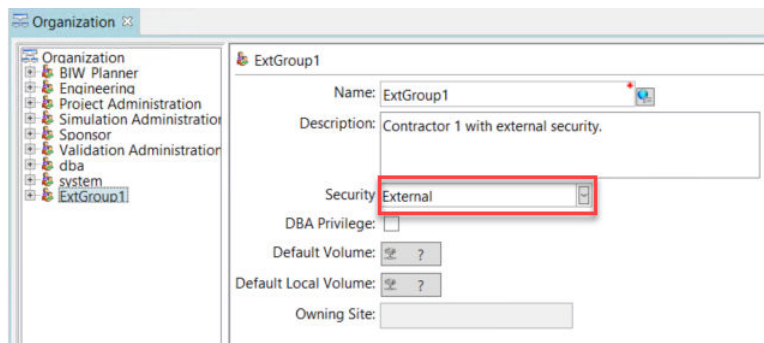 Organization
Organization
BIW Planner
Engineering
Project Administration
Simulation Administration
Sponsor
Validation Administration
dba
system
ExtGroup1
ExtGroup1
Name: ExtGroup1 *
Description: Contractor 1 with external security.
Security External
DBA Privilege:
Default Volume: ?
Default Local Volume: ?
Owning Site: